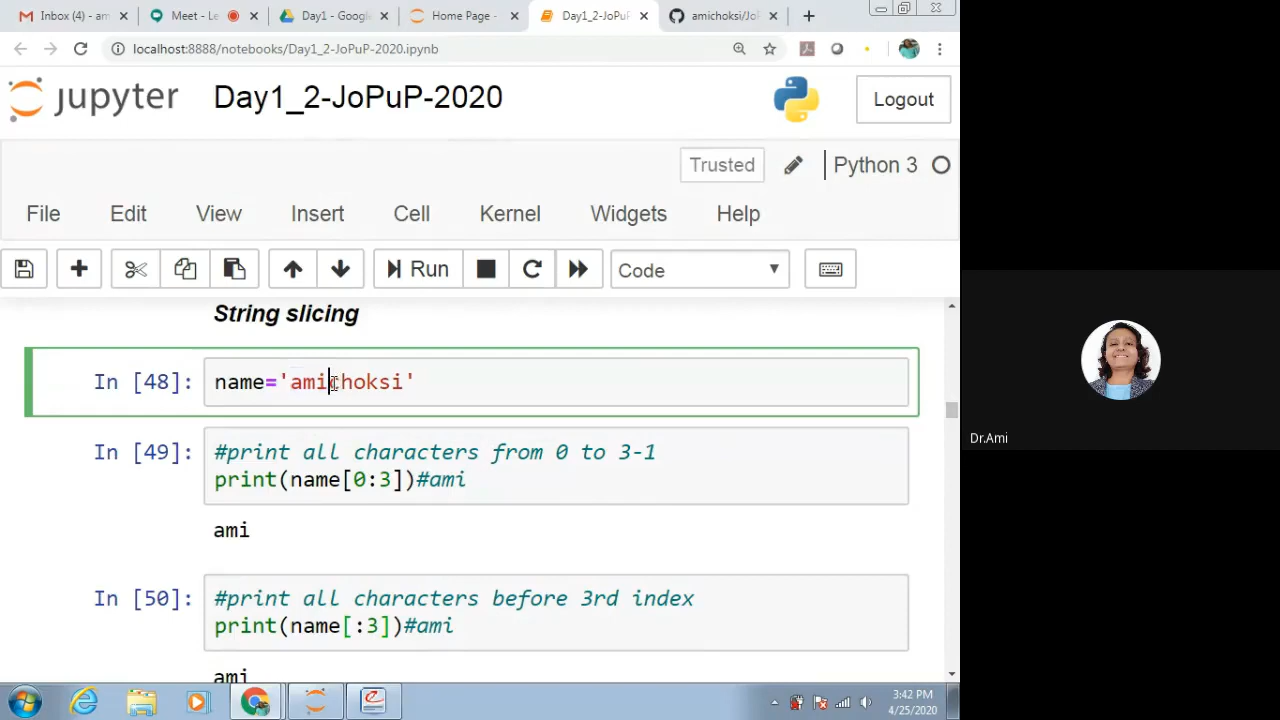 Inbox (4) - am
Meet - Le
Day1 - Google
Home Page -
Day1_2-JoPuP
amichoksi/Jol
localhost:8888/notebooks/Day1_2-JoPuP-2020.ipynb
jupyter
Day1_2-JoPuP-2020
Logout
Trusted
Python 3
File Edit View Insert Cell Kernel Widgets Help
Run
Code
String slicing
In [48]: name='amichoksi'
In [49]: #print all characters from 0 to 3-1
print(name[0:3])#ami
ami
In [50]: #print all characters before 3rd index
print(name[:3])#ami
ami
Dr.Ami
3:42 PM
4/25/2020